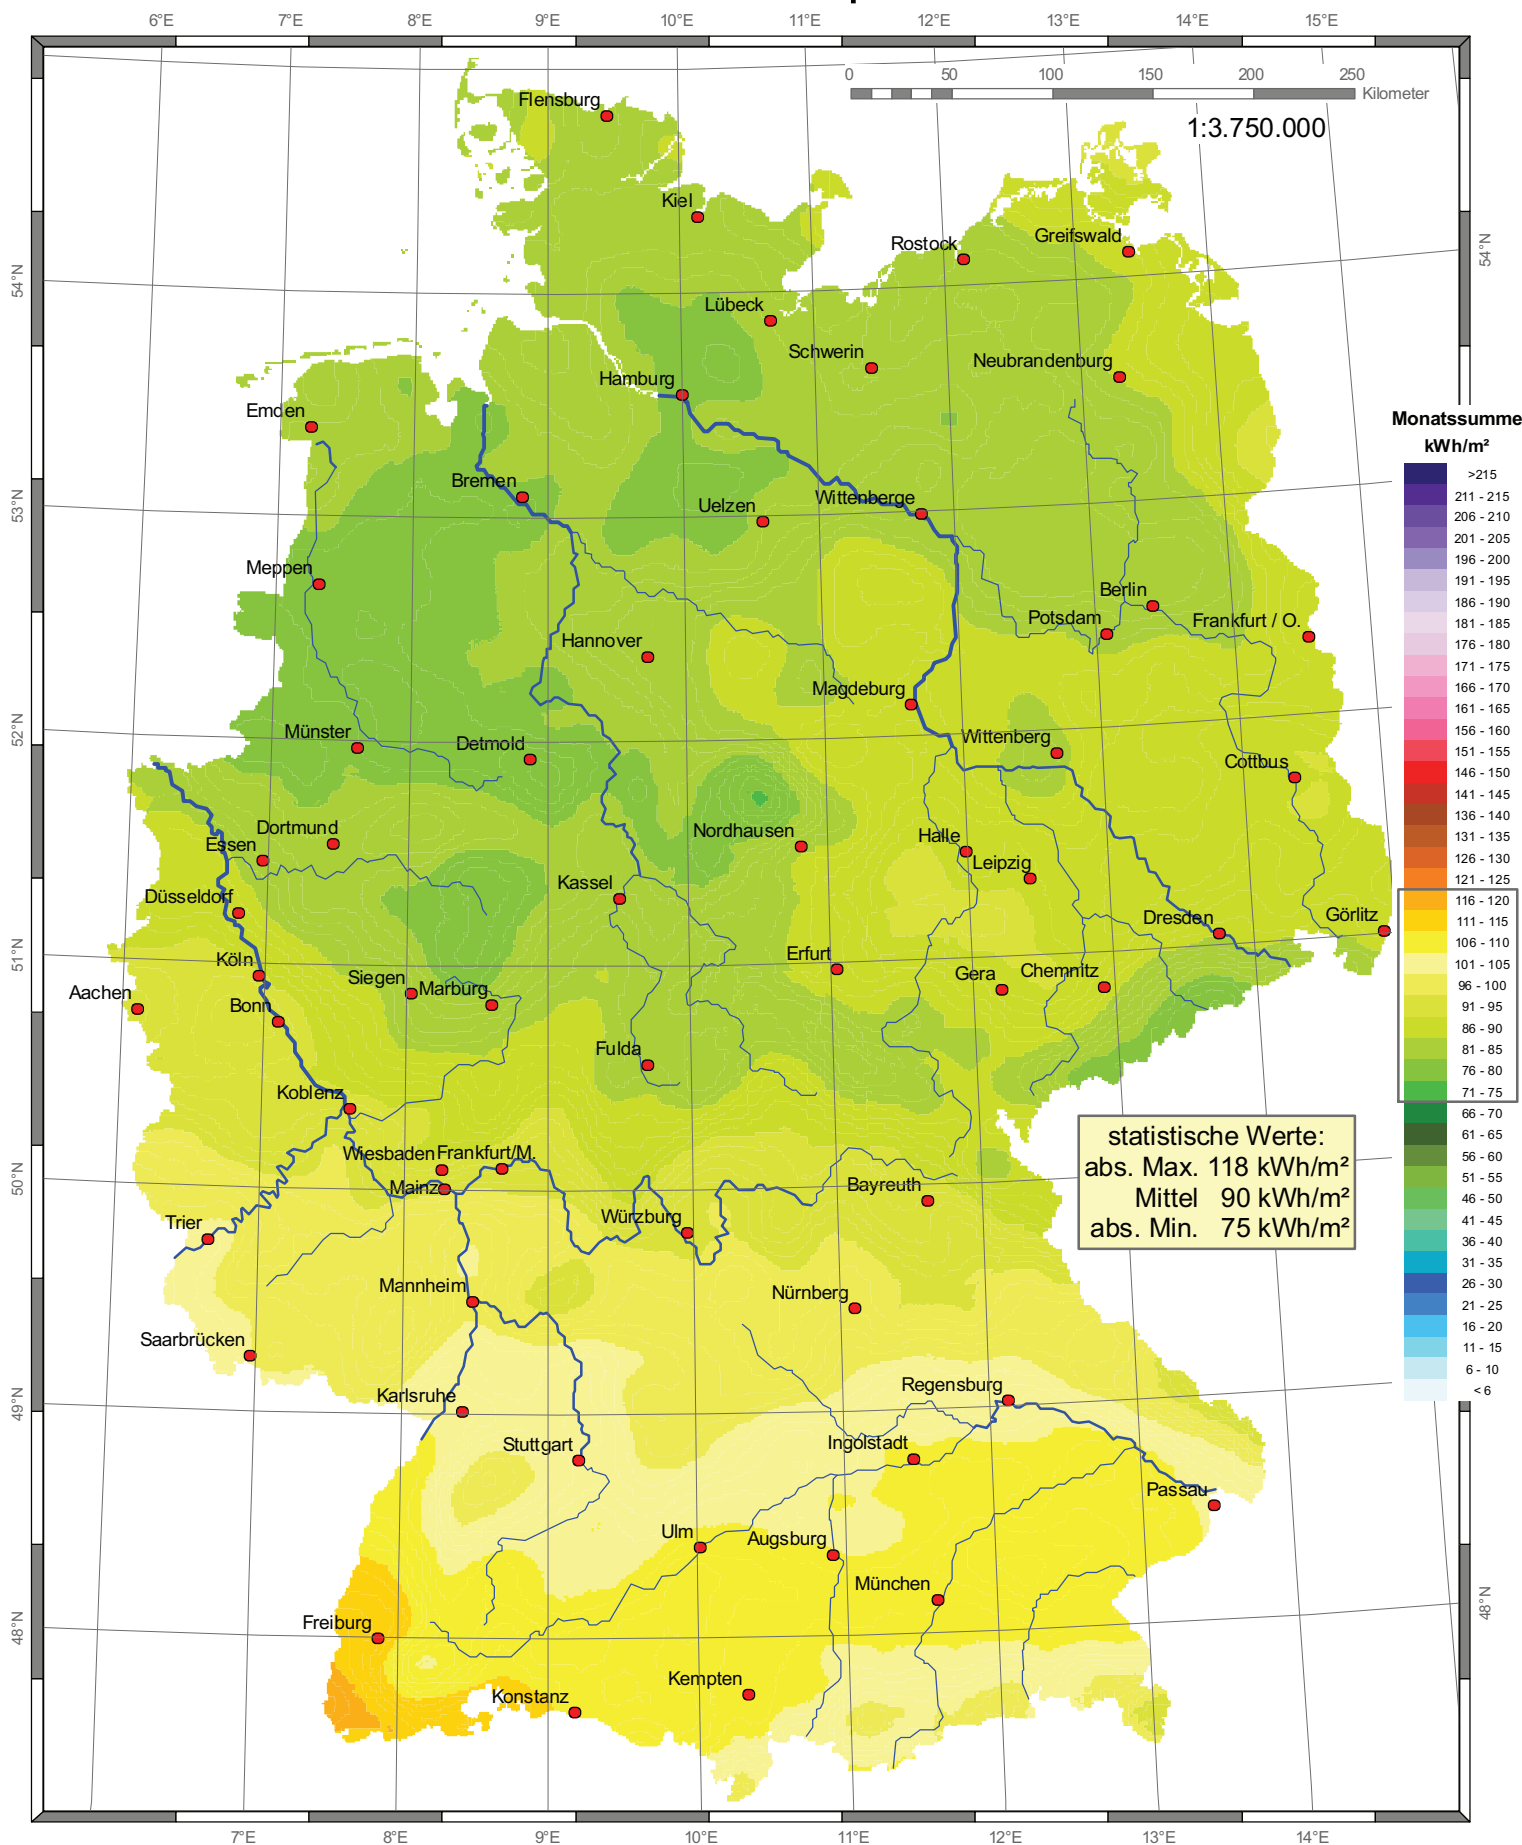 6°E 7°E 8°E 9°E 10°E 11°E 12°E 13°E 14°E 15°E
0 50 100 150 200 250
Kilometer
1:3.750.000
Flensburg
Kiel
Rostock
Greifswald
54°N
54°N
Lübeck
Schwerin
Neubrandenburg
Hamburg
Emden
Bremen
Uelzen
Wittenberge
53°N
Meppen
Berlin
Potsdam
Frankfurt / O.
Hannover
Magdeburg
52°N
Münster
Detmold
Wittenberg
Cottbus
Dortmund
Essen
Nordhausen
Halle
Leipzig
Düsseldorf
Kassel
Dresden
Görlitz
51°N
Köln
Erfurt
Siegen
Marburg
Gera
Chemnitz
Aachen
Bonn
Fulda
Koblenz
Wiesbaden
Frankfurt/M.
Mainz
50°N
Bayreuth
Trier
Würzburg
Mannheim
Nürnberg
Saarbrücken
Karlsruhe
Regensburg
49°N
Stuttgart
Ingolstadt
Passau
Ulm
Augsburg
München
Freiburg
48°N
48°N
Kempten
Konstanz
Monatssumme
kWh/m²
>215
211 - 215
206 - 210
201 - 205
196 - 200
191 - 195
186 - 190
181 - 185
176 - 180
171 - 175
166 - 170
161 - 165
156 - 160
151 - 155
146 - 150
141 - 145
136 - 140
131 - 135
126 - 130
121 - 125
116 - 120
111 - 115
106 - 110
101 - 105
96 - 100
91 - 95
86 - 90
81 - 85
76 - 80
71 - 75
66 - 70
61 - 65
56 - 60
51 - 55
46 - 50
41 - 45
36 - 40
31 - 35
26 - 30
21 - 25
16 - 20
11 - 15
6 - 10
< 6
statistische Werte:
abs. Max. 118 kWh/m²
Mittel 90 kWh/m²
abs. Min. 75 kWh/m²
7°E 8°E 9°E 10°E 11°E 12°E 13°E 14°E